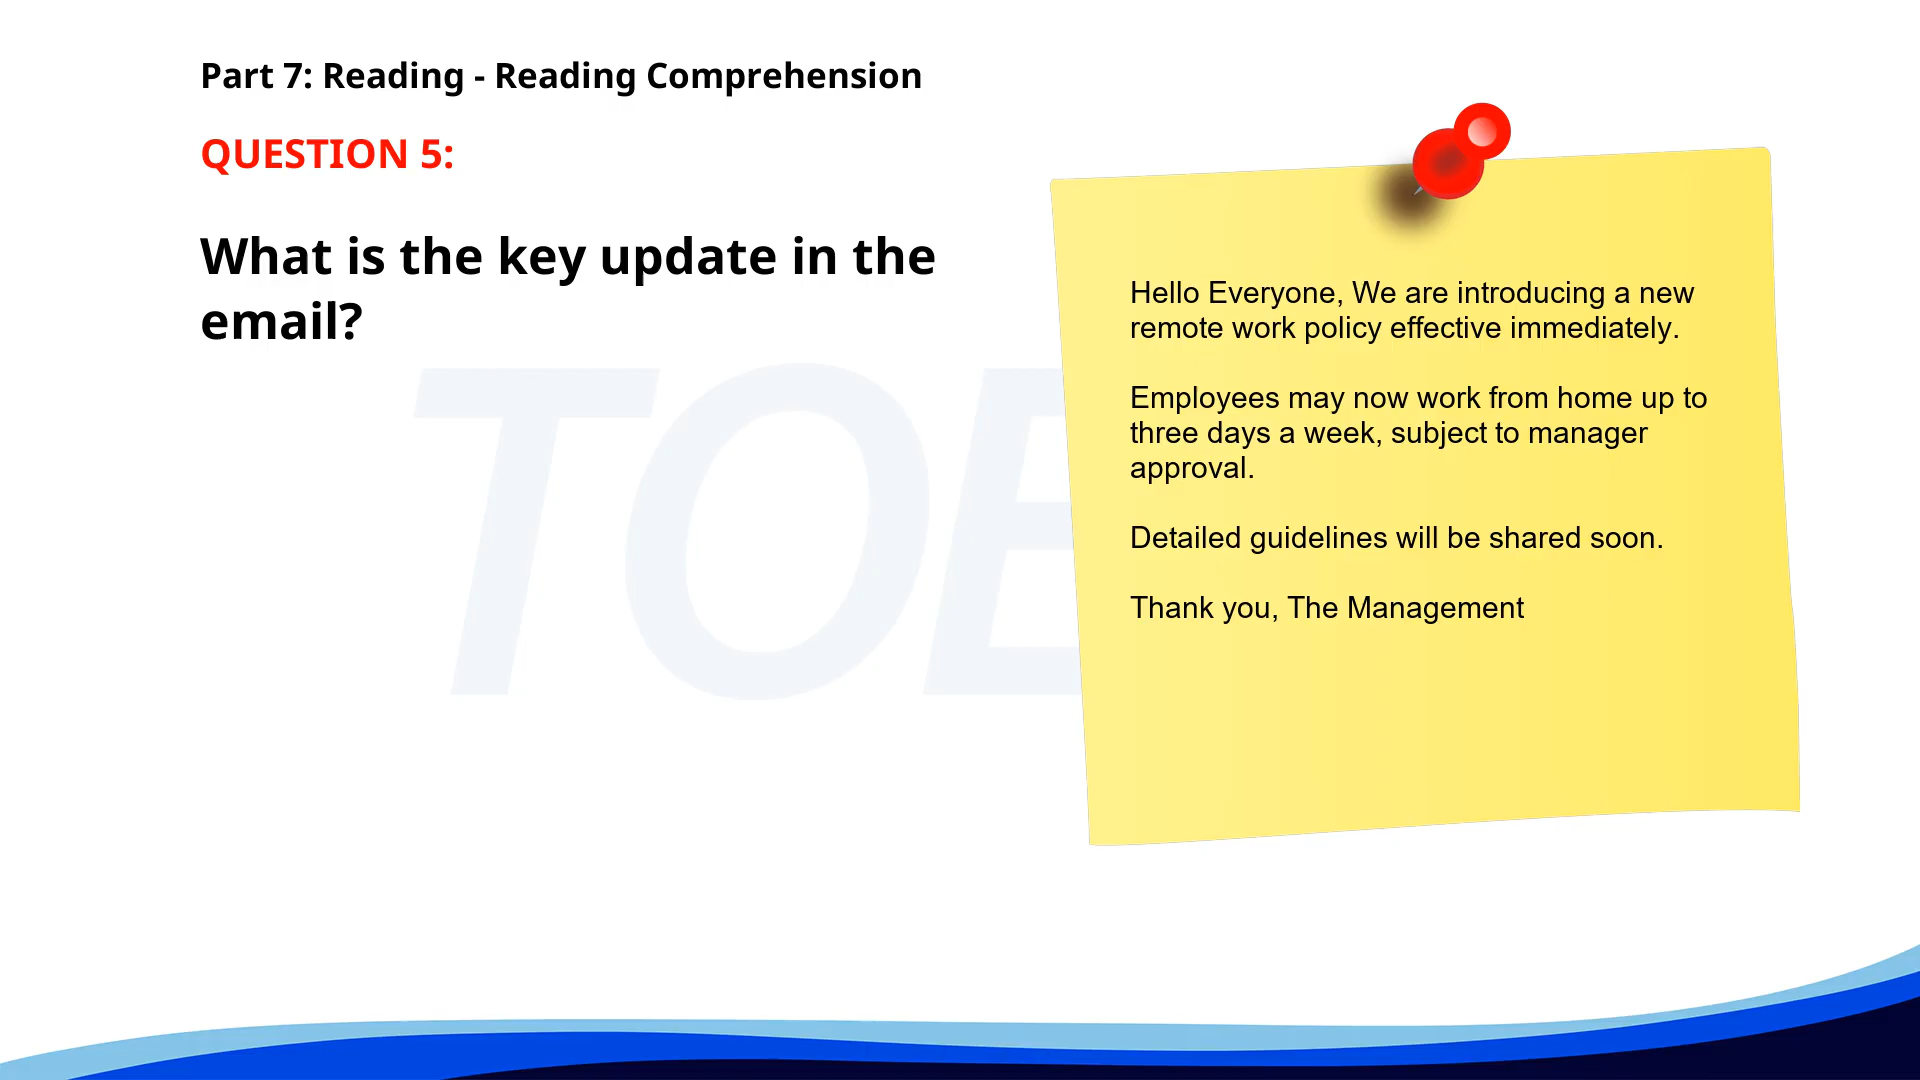 Part 7: Reading - Reading Comprehension
QUESTION 5:
What is the key update in the
email?
Hello Everyone, We are introducing a new
remote work policy effective immediately.
Employees may now work from home up to
three days a week, subject to manager
approval.
Detailed guidelines will be shared soon.
Thank you, The Management
TOE